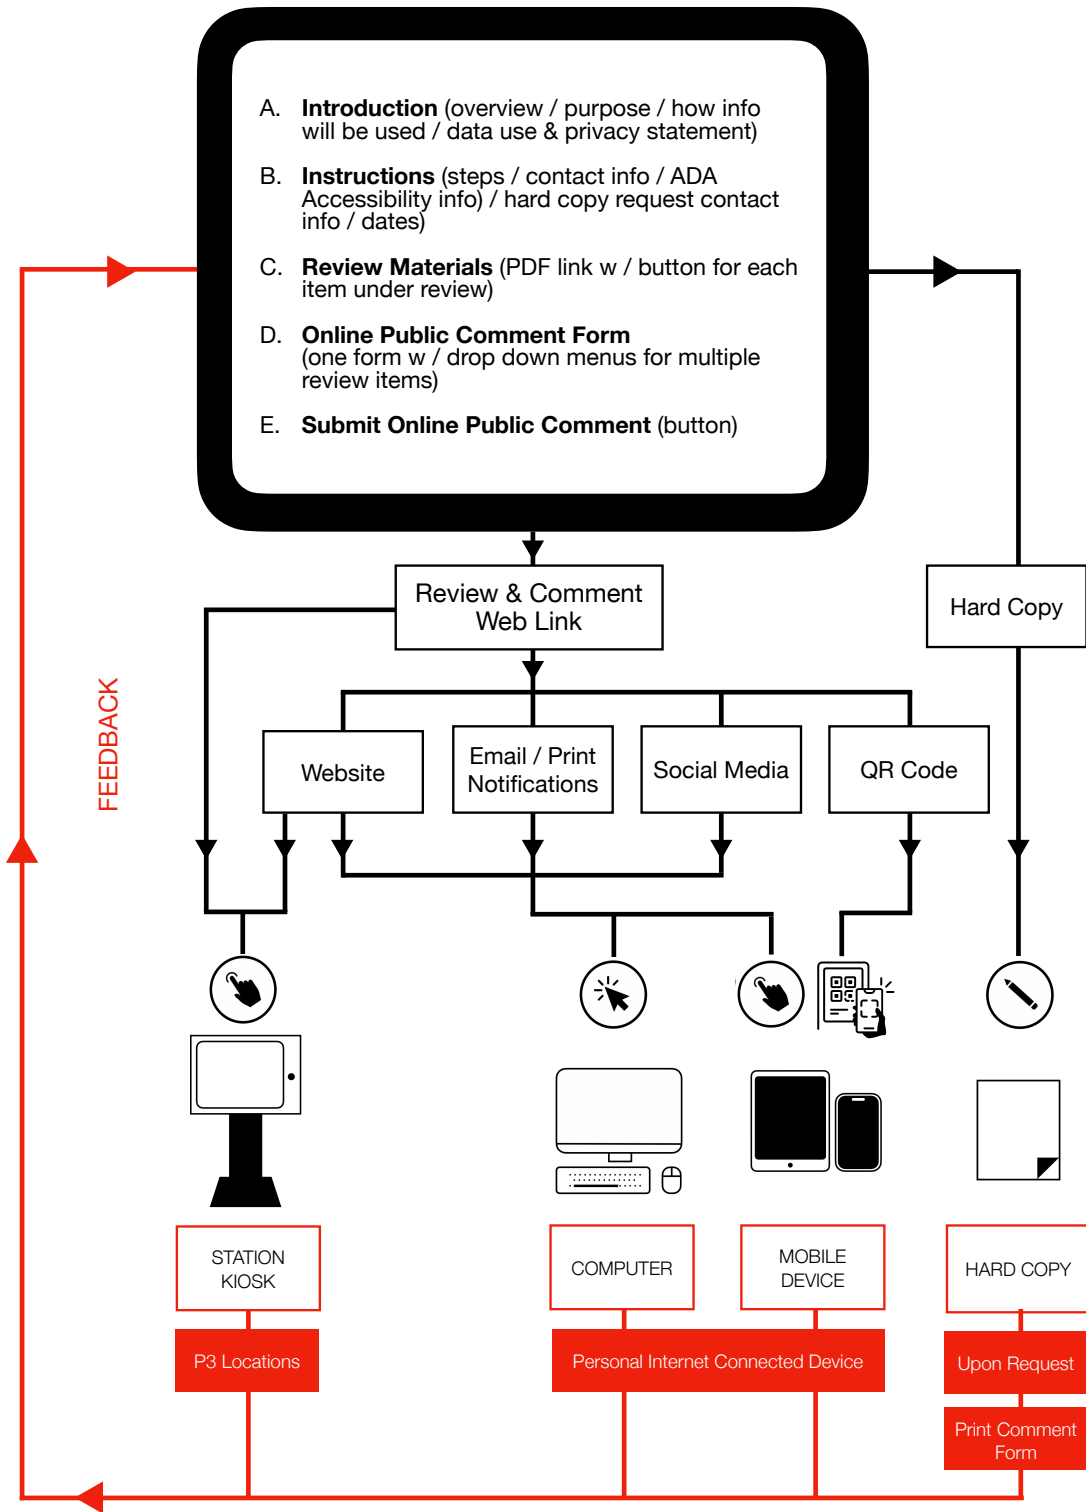 A. Introduction (overview / purpose / how info
will be used / data use & privacy statement)
B. Instructions (steps / contact info / ADA
Accessibility info) / hard copy request contact
info / dates)
C. Review Materials (PDF link w / button for each
item under review)
D. Online Public Comment Form
(one form w / drop down menus for multiple
review items)
E. Submit Online Public Comment (button)
Review & Comment
Web Link
Hard Copy
FEEDBACK
Website
Email / Print
Notifications
Social Media
QR Code
STATION
KIOSK
COMPUTER
MOBILE
DEVICE
HARD COPY
P3 Locations
Personal Internet Connected Device
Upon Request
Print Comment
Form